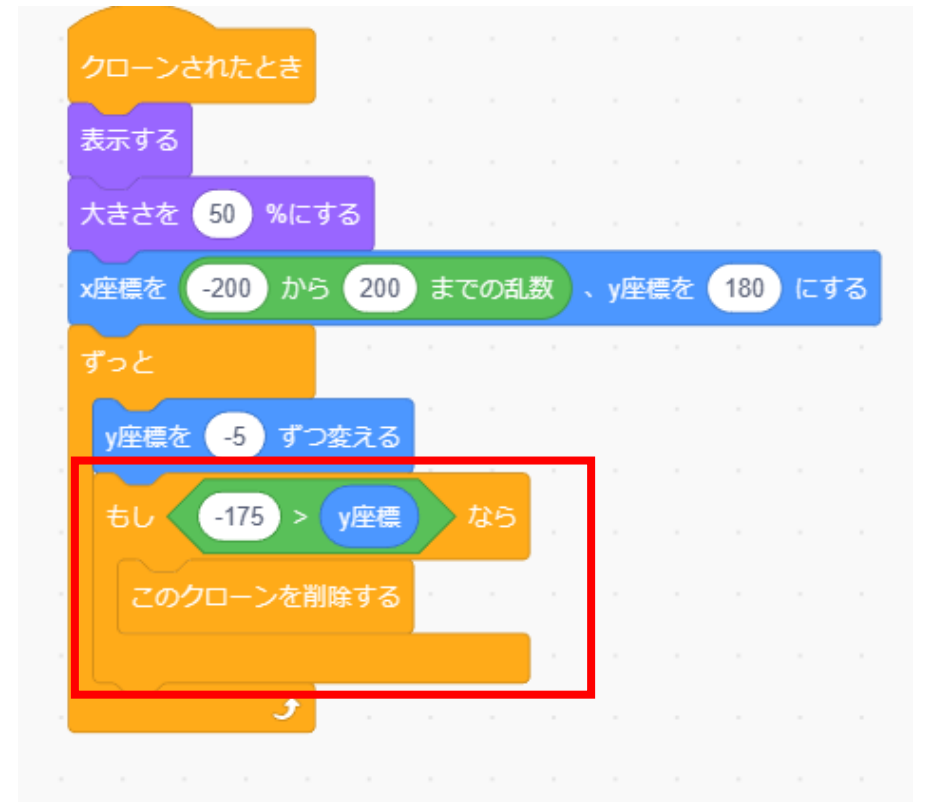 クローンされたとき
表示する
大きさを 50 %にする
x座標を -200 から 200 までの乱数 、y座標を 180 にする
ずっと
y座標を -5 ずつ変える
もし -175 > y座標 なら
このクローンを削除する